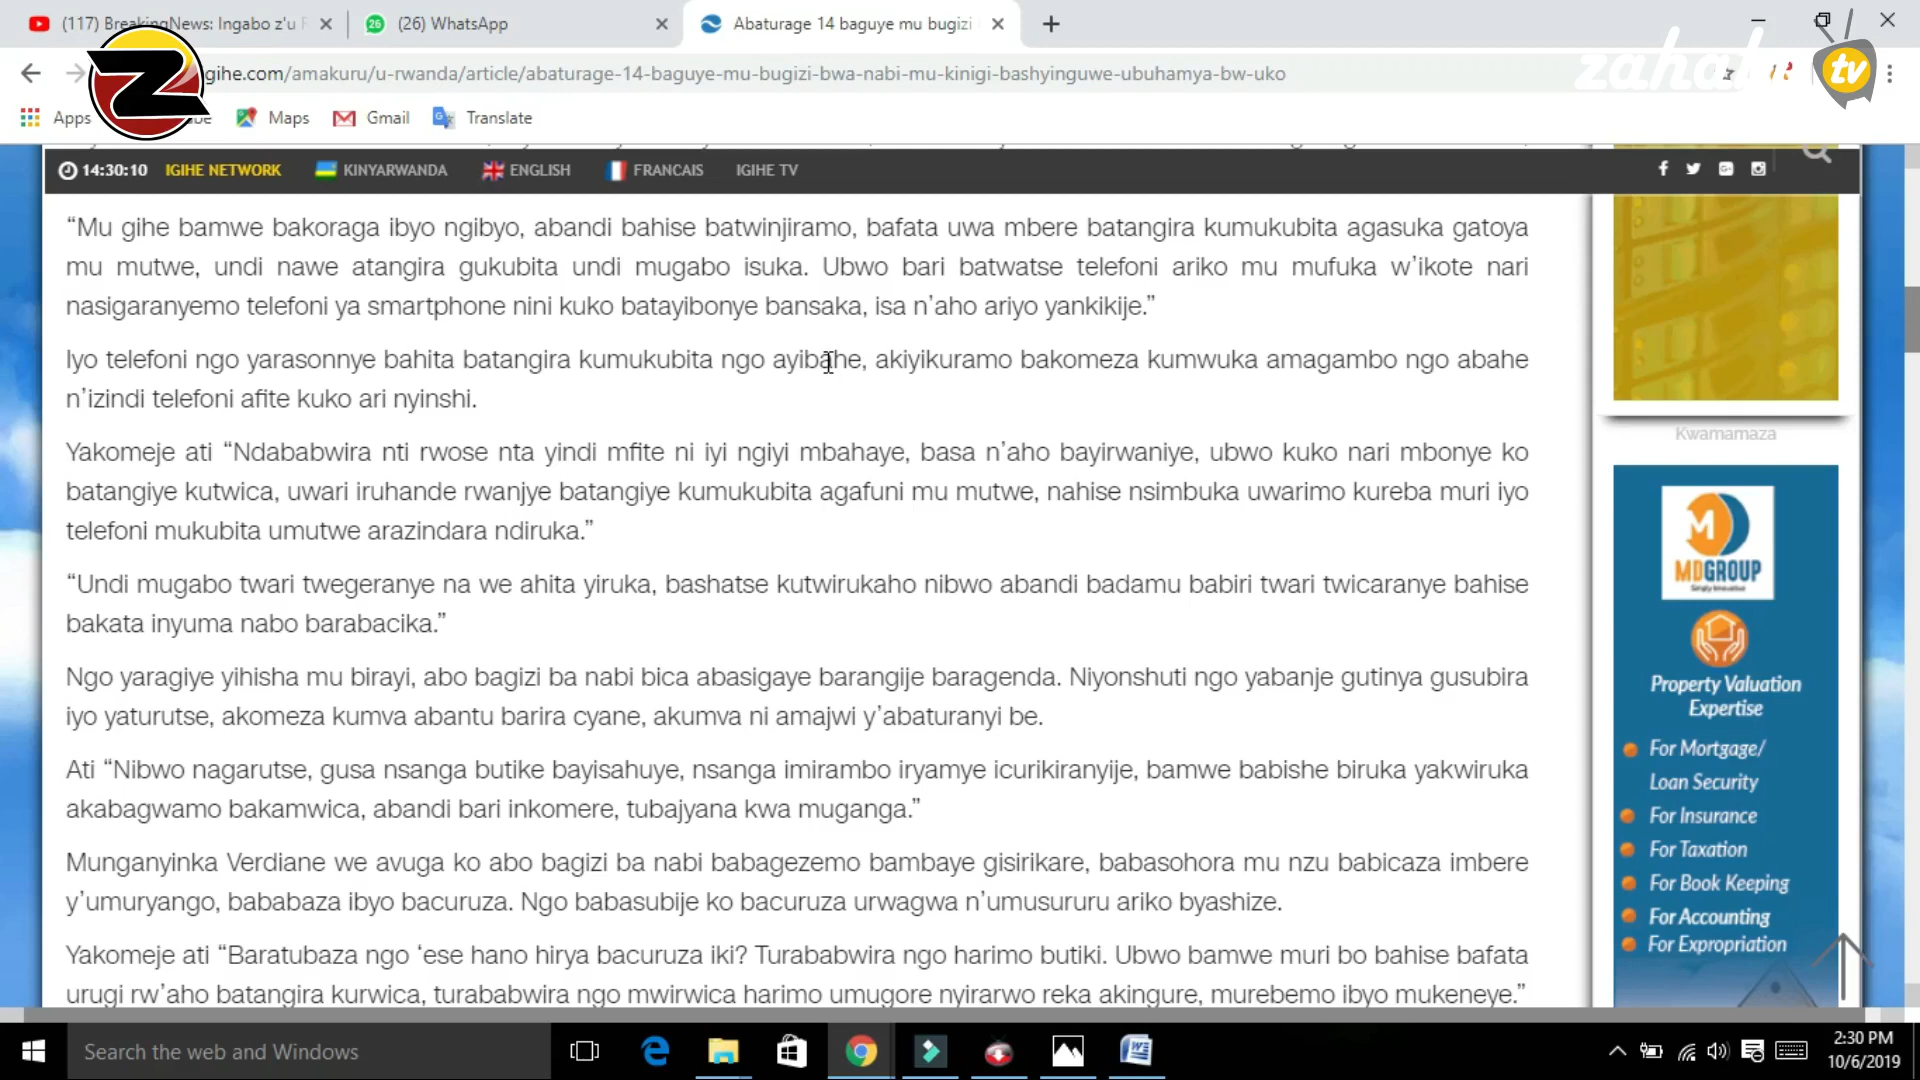 (117) BreakingNews: Ingabo z'u
(26) WhatsApp
Abaturage 14 baguye mu bugizi
zahabu
tv
Z
gihe.com/amakuru/u-rwanda/article/abaturage-14-baguye-mu-bugizi-bwa-nabi-mu-kinigi-bashyinguwe-ubuhamya-bw-uko
Apps
Maps
Gmail
Translate
14:30:10
IGIHE NETWORK
KINYARWANDA
ENGLISH
FRANCAIS
IGIHE TV
“Mu gihe bamwe bakoraga ibyo ngibyo, abandi bahise batwinjiramo, bafata uwa mbere batangira kumukubita agasuka gatoya
mu mutwe, undi nawe atangira gukubita undi mugabo isuka. Ubwo bari batwatse telefoni ariko mu mufuka w’ikote nari
nasigaranyemo telefoni ya smartphone nini kuko batayibonye bansaka, isa n’aho ariyo yankikije.”
Iyo telefoni ngo yarasonnye bahita batangira kumukubita ngo ayibahe, akiyikuramo bakomeza kumwuka amagambo ngo abahe
n’izindi telefoni afite kuko ari nyinshi.
Yakomeje ati “Ndababwira nti rwose nta yindi mfite ni iyi ngiyi mbahaye, basa n’aho bayirwaniye, ubwo kuko nari mbonye ko
batangiye kutwica, uwari iruhande rwanjye batangiye kumukubita agafuni mu mutwe, nahise nsimbuka uwarimo kureba muri iyo
telefoni mukubita umutwe arazindara ndiruka.”
“Undi mugabo twari twegeranye na we ahita yiruka, bashatse kutwirukaho nibwo abandi badamu babiri twari twicaranye bahise
bakata inyuma nabo barabacika.”
Ngo yaragiye yihisha mu birayi, abo bagizi ba nabi bica abasigaye barangije baragenda. Niyonshuti ngo yabanje gutinya gusubira
iyo yaturutse, akomeza kumva abantu barira cyane, akumva ni amajwi y’abaturanyi be.
Ati “Nibwo nagarutse, gusa nsanga butike bayisahuye, nsanga imirambo iryamye icurikiranyije, bamwe babishe biruka yakwiruka
akabagwamo bakamwica, abandi bari inkomere, tubajyana kwa muganga.”
Munganyinka Verdiane we avuga ko abo bagizi ba nabi babagezemo bambaye gisirikare, babasohora mu nzu babicaza imbere
y’umuryango, bababaza ibyo bacuruza. Ngo babasubije ko bacuruza urwagwa n’umusururu ariko byashize.
Yakomeje ati “Baratubaza ngo ‘ese hano hirya bacuruza iki? Turababwira ngo harimo butiki. Ubwo bamwe muri bo bahise bafata
urugi rw’aho batangira kurwica, turababwira ngo mwirwica harimo umugore nyirarwo reka akingure, murebemo ibyo mukeneye.”
Kwamamaza
M
MDGROUP
Simply Innovative
Property Valuation
Expertise
For Mortgage/
Loan Security
For Insurance
For Taxation
For Book Keeping
For Accounting
For Expropriation
Search the web and Windows
2:30 PM
10/6/2019